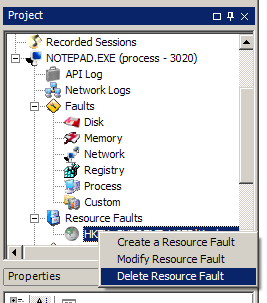 Project
Recorded Sessions
NOTEPAD.EXE (process - 3020)
API Log
Network Logs
Faults
Disk
Memory
Network
Registry
Process
Custom
Resource Faults
Create a Resource Fault
Modify Resource Fault
Delete Resource Fault
Properties